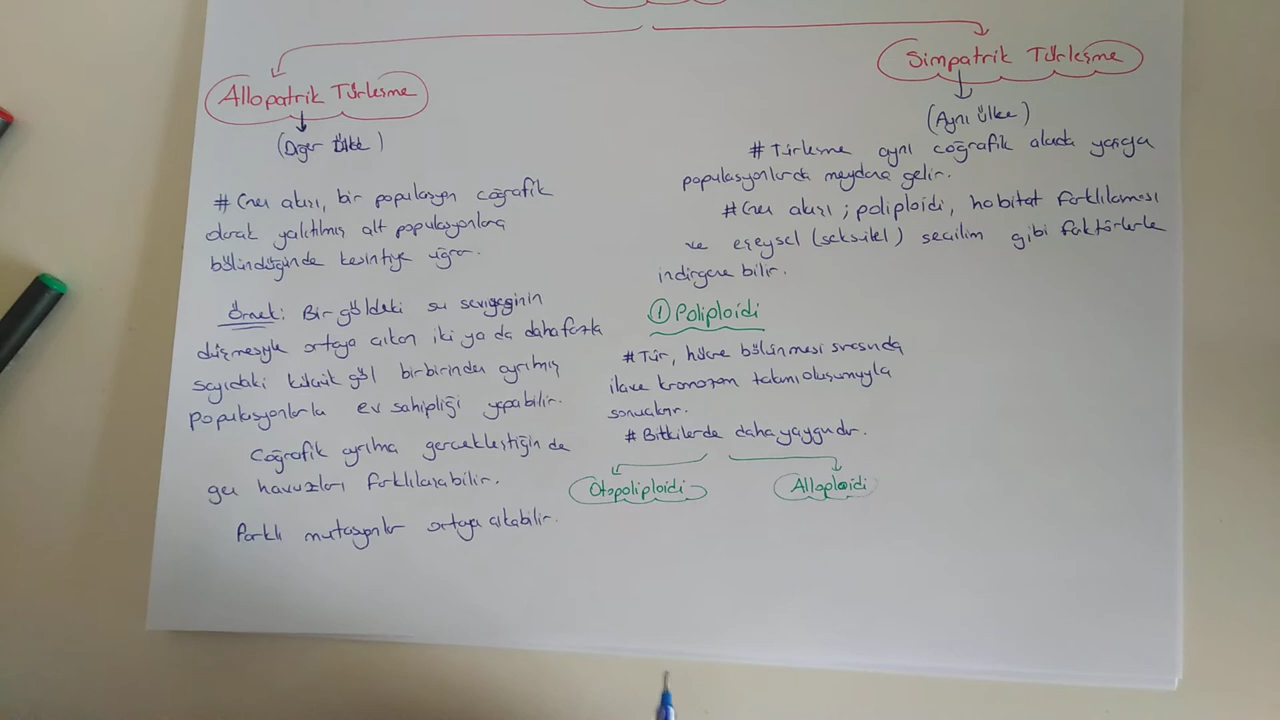 Allopatrik Türleşme
(Diğer Ülke)
# Gen akışı, bir populasyon coğrafik
olarak yalıtılmış alt populasyonlara
bölündüğünde kesintiye uğrar.
Örnek: Bir göldeki su seviyesinin
düşmesiyle ortaya çıkan iki ya da daha fazla
sayıdaki küçük göl birbirinden ayrılmış
populasyonlarla ev sahipliği yapabilir.
Coğrafik ayrılma gerçekleştiğinde
gen havuzları farklılaşabilir.
Farklı mutasyonlar ortaya çıkabilir.
Simpatrik Türleşme
(Aynı Ülke)
# Türleşme aynı coğrafik alanda yaşayan
populasyonlarda meydana gelir.
# Gen akışı; poliploidi, habitat farklılaşması
ve eşeysel (seksüel) seçilim gibi faktörlerle
indirgene bilir.
① Poliploidi
# Tür, hücre bölünmesi sırasında
ilave kromozom takımı oluşumuyla
sonuçlanır.
# Bitkilerde daha yaygındır.
Otopoliploidi
Alloploidi